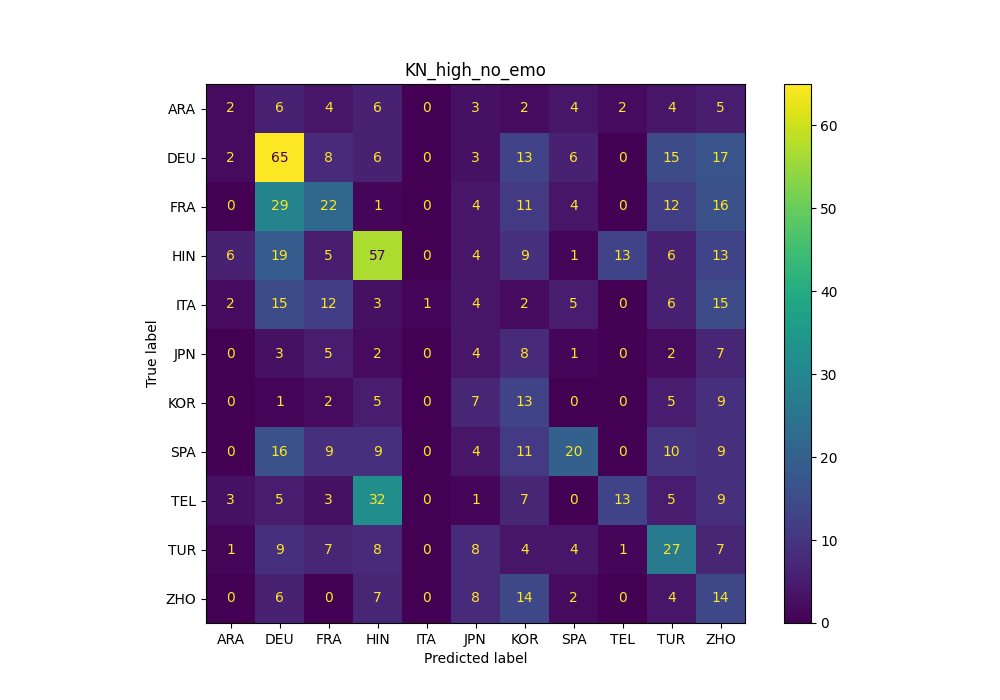 KN_high_no_emo
ARA 2 6 4 6 0 3 2 4 2 4 5
DEU 2 65 8 6 0 3 13 6 0 15 17
FRA 0 29 22 1 0 4 11 4 0 12 16
HIN 6 19 5 57 0 4 9 1 13 6 13
ITA 2 15 12 3 1 4 2 5 0 6 15
JPN 0 3 5 2 0 4 8 1 0 2 7
KOR 0 1 2 5 0 7 13 0 0 5 9
SPA 0 16 9 9 0 4 11 20 0 10 9
TEL 3 5 3 32 0 1 7 0 13 5 9
TUR 1 9 7 8 0 8 4 4 1 27 7
ZHO 0 6 0 7 0 8 14 2 0 4 14
ARA DEU FRA HIN ITA JPN KOR SPA TEL TUR ZHO
Predicted label
True label
60
50
40
30
20
10
0